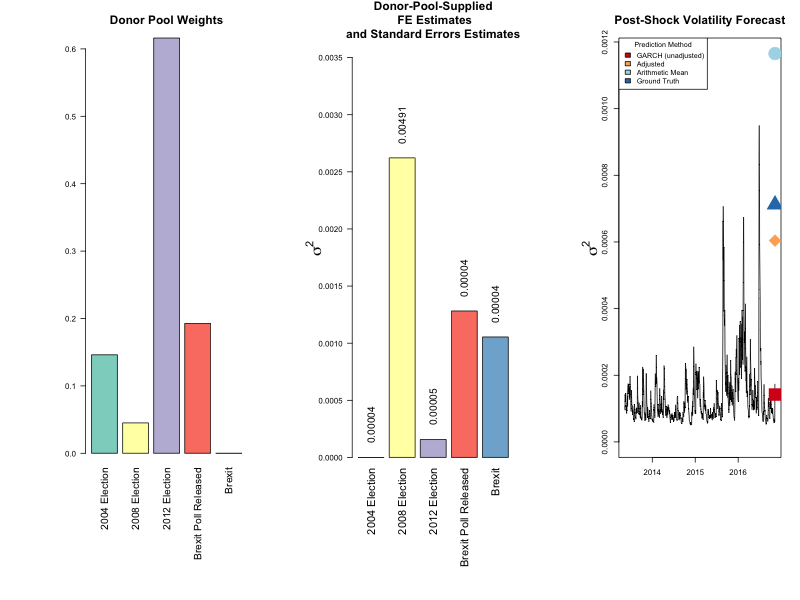 Donor Pool Weights
0.6
0.5
0.4
0.3
0.2
0.1
0.0
2004 Election
2008 Election
2012 Election
Brexit Poll Released
Brexit
Donor-Pool-Supplied
FE Estimates
and Standard Errors Estimates
σ2
0.0035
0.0030
0.0025
0.0020
0.0015
0.0010
0.0005
0.0000
0.00004
0.00491
0.00005
0.00004
0.00004
2004 Election
2008 Election
2012 Election
Brexit Poll Released
Brexit
Post-Shock Volatility Forecast
σ2
0.0012
0.0010
0.0008
0.0006
0.0004
0.0002
0.0000
Prediction Method
GARCH (unadjusted)
Adjusted
Arithmetic Mean
Ground Truth
2014 2015 2016